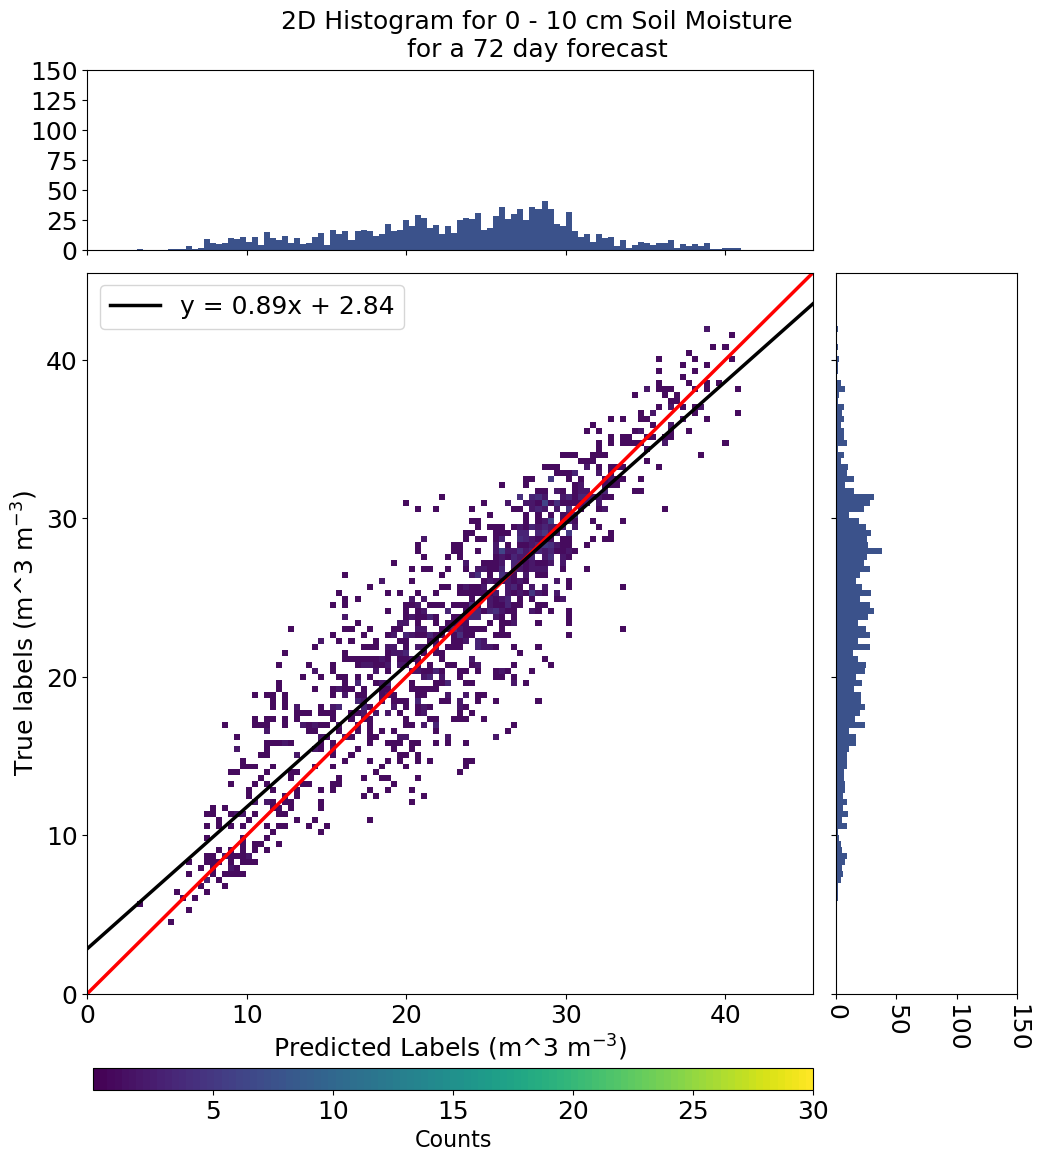 2D Histogram for 0 - 10 cm Soil Moisture
for a 72 day forecast
150
125
100
75
50
25
0
y = 0.89x + 2.84
True labels (m^3 m⁻³)
40
30
20
10
0
0 10 20 30 40
Predicted Labels (m^3 m⁻³)
0 50 100 150
5 10 15 20 25 30
Counts